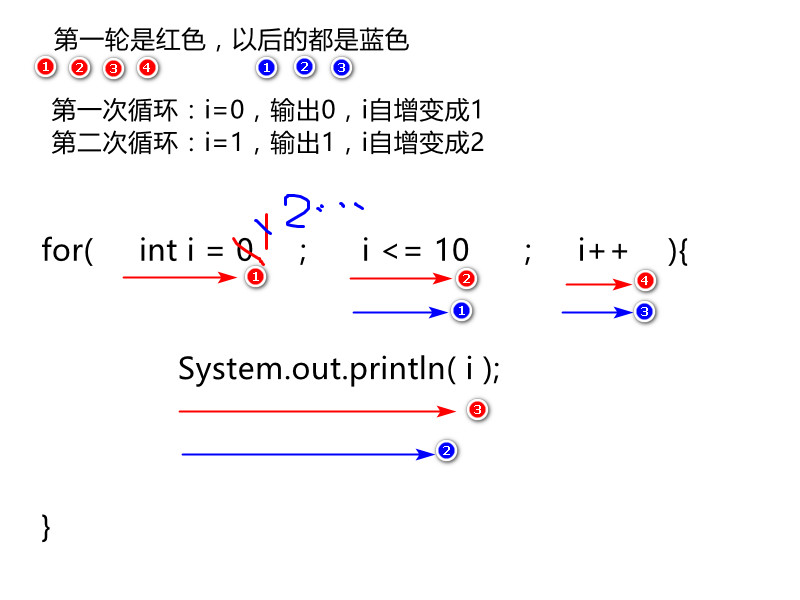 第一轮是红色，以后的都是蓝色
1 2 3 4 1 2 3
第一次循环：i=0，输出0，i自增变成1
第二次循环：i=1，输出1，i自增变成2
1 2...
for( int i = 0 ; i <= 10 ; i++ ){
1 2 4
1 3
System.out.println( i );
3
2
}